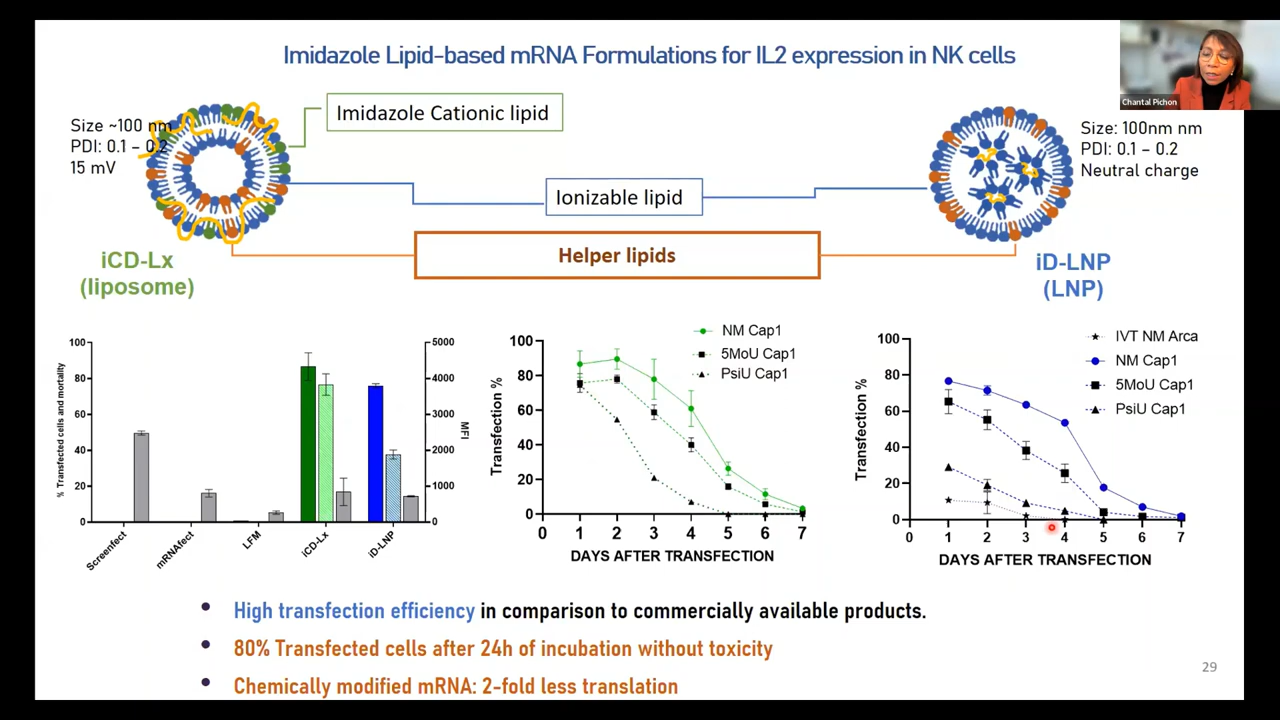 Imidazole Lipid-based mRNA Formulations for IL2 expression in NK cells
Chantal Pichon
Size ~100 nm
PDI: 0.1 – 0.2
15 mV
Imidazole Cationic lipid
Ionizable lipid
Helper lipids
Size: 100nm nm
PDI: 0.1 – 0.2
Neutral charge
iCD-Lx
(liposome)
iD-LNP
(LNP)
% Transfected cells and mortality
100
80
60
40
20
0
5000
4000
3000
2000
1000
0
MFI
Screenfect
mRNAfect
LFM
iCD-Lx
iD-LNP
Transfection %
100
80
60
40
20
0
NM Cap1
5MoU Cap1
PsiU Cap1
0 1 2 3 4 5 6 7
DAYS AFTER TRANSFECTION
Transfection %
100
80
60
40
20
0
IVT NM Arca
NM Cap1
5MoU Cap1
PsiU Cap1
0 1 2 3 4 5 6 7
DAYS AFTER TRANSFECTION
• High transfection efficiency in comparison to commercially available products.
• 80% Transfected cells after 24h of incubation without toxicity
• Chemically modified mRNA: 2-fold less translation
29